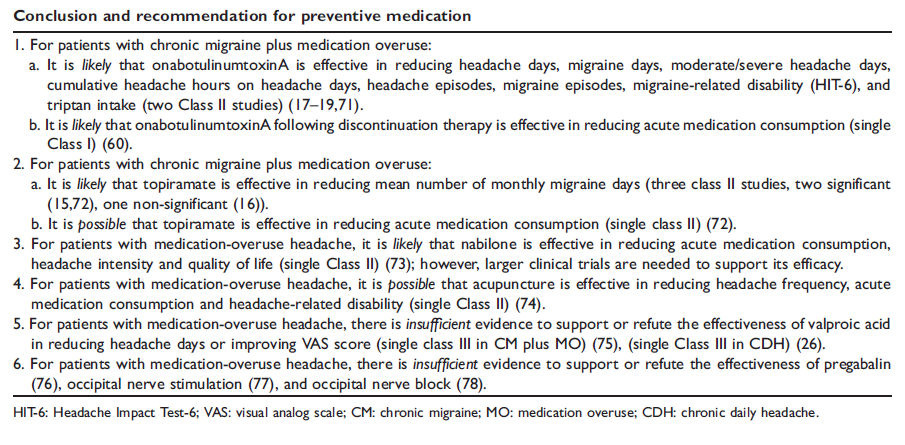 Conclusion and recommendation for preventive medication
1. For patients with chronic migraine plus medication overuse:
a. It is likely that onabotulinumtoxinA is effective in reducing headache days, migraine days, moderate/severe headache days,
cumulative headache hours on headache days, headache episodes, migraine episodes, migraine-related disability (HIT-6), and
triptan intake (two Class II studies) (17–19,71).
b. It is likely that onabotulinumtoxinA following discontinuation therapy is effective in reducing acute medication consumption (single
Class I) (60).
2. For patients with chronic migraine plus medication overuse:
a. It is likely that topiramate is effective in reducing mean number of monthly migraine days (three class II studies, two significant
(15,72), one non-significant (16)).
b. It is possible that topiramate is effective in reducing acute medication consumption (single class II) (72).
3. For patients with medication-overuse headache, it is likely that nabilone is effective in reducing acute medication consumption,
headache intensity and quality of life (single Class II) (73); however, larger clinical trials are needed to support its efficacy.
4. For patients with medication-overuse headache, it is possible that acupuncture is effective in reducing headache frequency, acute
medication consumption and headache-related disability (single Class II) (74).
5. For patients with medication-overuse headache, there is insufficient evidence to support or refute the effectiveness of valproic acid
in reducing headache days or improving VAS score (single class III in CM plus MO) (75), (single Class III in CDH) (26).
6. For patients with medication-overuse headache, there is insufficient evidence to support or refute the effectiveness of pregabalin
(76), occipital nerve stimulation (77), and occipital nerve block (78).
HIT-6: Headache Impact Test-6; VAS: visual analog scale; CM: chronic migraine; MO: medication overuse; CDH: chronic daily headache.